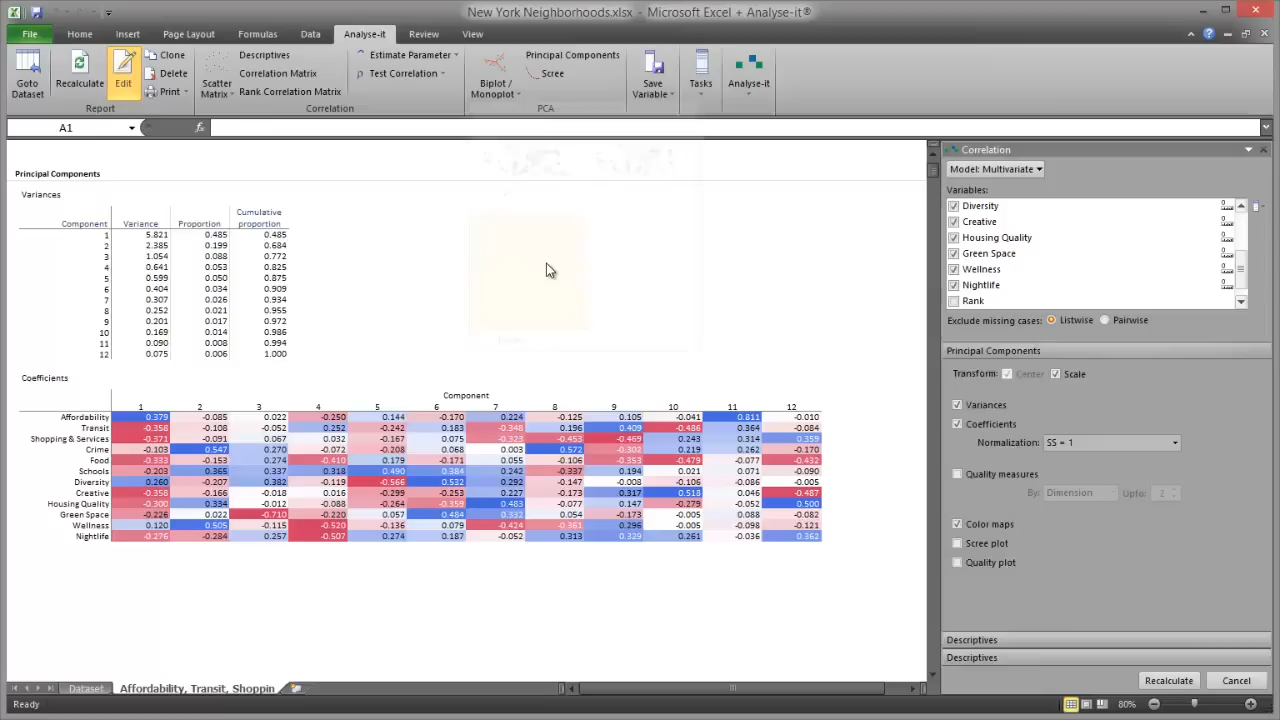 New York Neighborhoods.xlsx - Microsoft Excel + Analyse-it®
File Home Insert Page Layout Formulas Data Analyse-it Review View
Goto Dataset Recalculate Edit Clone Delete Print
Report
Scatter Matrix Descriptives Correlation Matrix Rank Correlation Matrix Estimate Parameter Test Correlation
Correlation
Biplot / Monoplot Principal Components Scree
PCA
Save Variable Tasks Analyse-it
A1 fx
Principal Components
Variances
Component Variance Proportion Cumulative proportion
1 5.821 0.485 0.485
2 2.385 0.199 0.684
3 1.054 0.088 0.772
4 0.641 0.053 0.825
5 0.599 0.050 0.875
6 0.404 0.034 0.909
7 0.307 0.026 0.934
8 0.252 0.021 0.955
9 0.201 0.017 0.972
10 0.169 0.014 0.986
11 0.090 0.008 0.994
12 0.075 0.006 1.000
Coefficients
Component
1 2 3 4 5 6 7 8 9 10 11 12
Affordability 0.379 -0.085 0.022 -0.250 0.144 -0.170 0.224 -0.125 0.105 -0.041 0.811 -0.010
Transit -0.358 -0.108 -0.052 0.252 -0.242 0.183 -0.348 0.196 0.409 -0.486 0.364 -0.084
Shopping & Services -0.371 -0.091 0.067 0.032 -0.167 0.075 -0.323 -0.453 -0.469 0.243 0.314 0.359
Crime -0.103 0.547 0.270 -0.072 -0.208 0.068 0.003 0.572 -0.302 0.219 0.262 -0.170
Food -0.333 -0.153 0.274 -0.410 0.179 -0.171 0.055 -0.106 -0.353 -0.479 -0.077 -0.432
Schools -0.203 0.365 0.337 0.318 0.490 0.384 0.242 -0.337 0.194 0.021 0.071 -0.090
Diversity 0.260 -0.207 0.382 -0.119 -0.566 0.532 0.292 -0.147 -0.008 -0.106 -0.086 -0.005
Creative -0.358 -0.166 -0.018 0.016 -0.299 -0.253 0.227 -0.173 0.317 0.518 0.046 -0.487
Housing Quality -0.300 0.334 -0.012 -0.088 -0.264 -0.359 0.483 -0.077 0.147 -0.279 -0.052 0.500
Green Space -0.226 0.022 -0.710 -0.220 0.057 0.484 0.332 0.054 -0.173 -0.005 0.088 -0.062
Wellness 0.120 0.505 -0.115 -0.520 -0.136 0.079 -0.424 -0.361 0.296 -0.005 -0.098 -0.121
Nightlife -0.276 -0.284 0.257 -0.507 0.274 0.187 -0.052 0.313 0.329 0.261 -0.036 0.362
Correlation
Model: Multivariate
Variables:
Diversity
Creative
Housing Quality
Green Space
Wellness
Nightlife
Rank
Exclude missing cases: Listwise Pairwise
Principal Components
Transform: Center Scale
Variances
Coefficients
Normalization: SS = 1
Quality measures
By: Dimension Upto: 2
Color maps
Scree plot
Quality plot
Descriptives
Descriptives
Recalculate Cancel
Dataset Affordability, Transit, Shoppin
Ready 80%